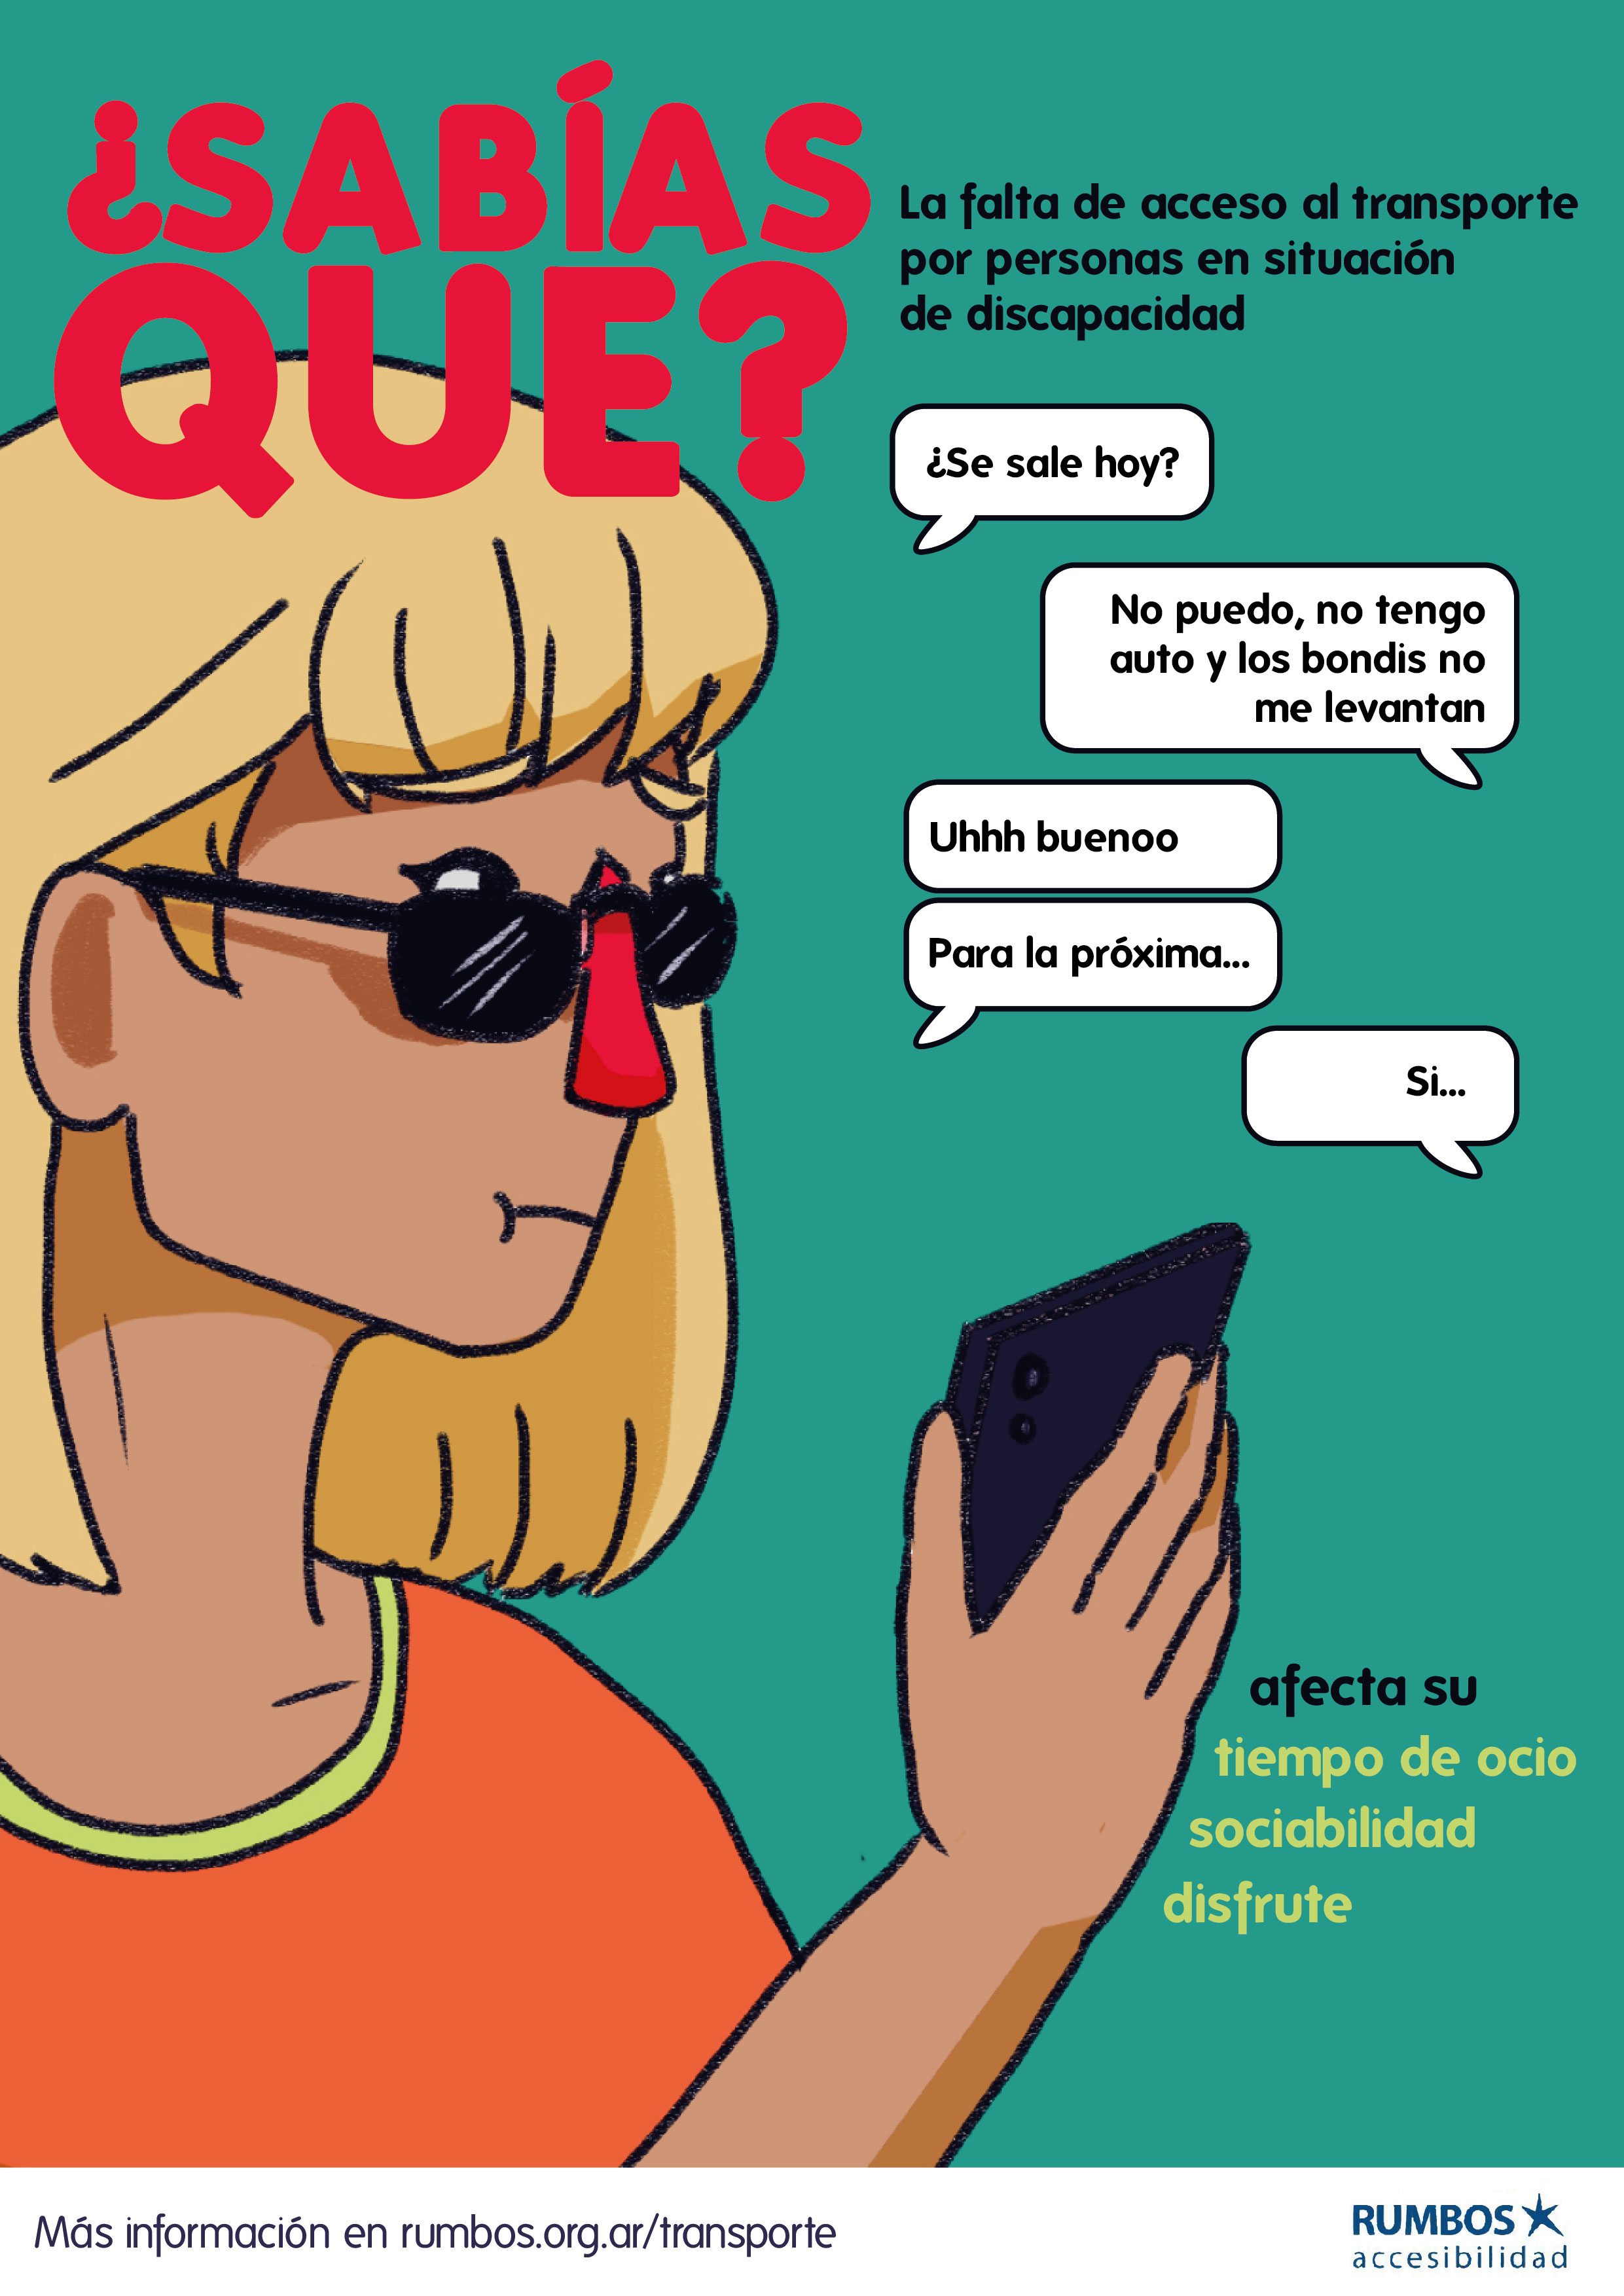 ¿SABÍAS
QUE?
La falta de acceso al transporte
por personas en situación
de discapacidad
¿Se sale hoy?
No puedo, no tengo
auto y los bondis no
me levantan
Uhhh buenoo
Para la próxima...
Si...
afecta su
tiempo de ocio
sociabilidad
disfrute
Más información en rumbos.org.ar/transporte
RUMBOS
accesibilidad